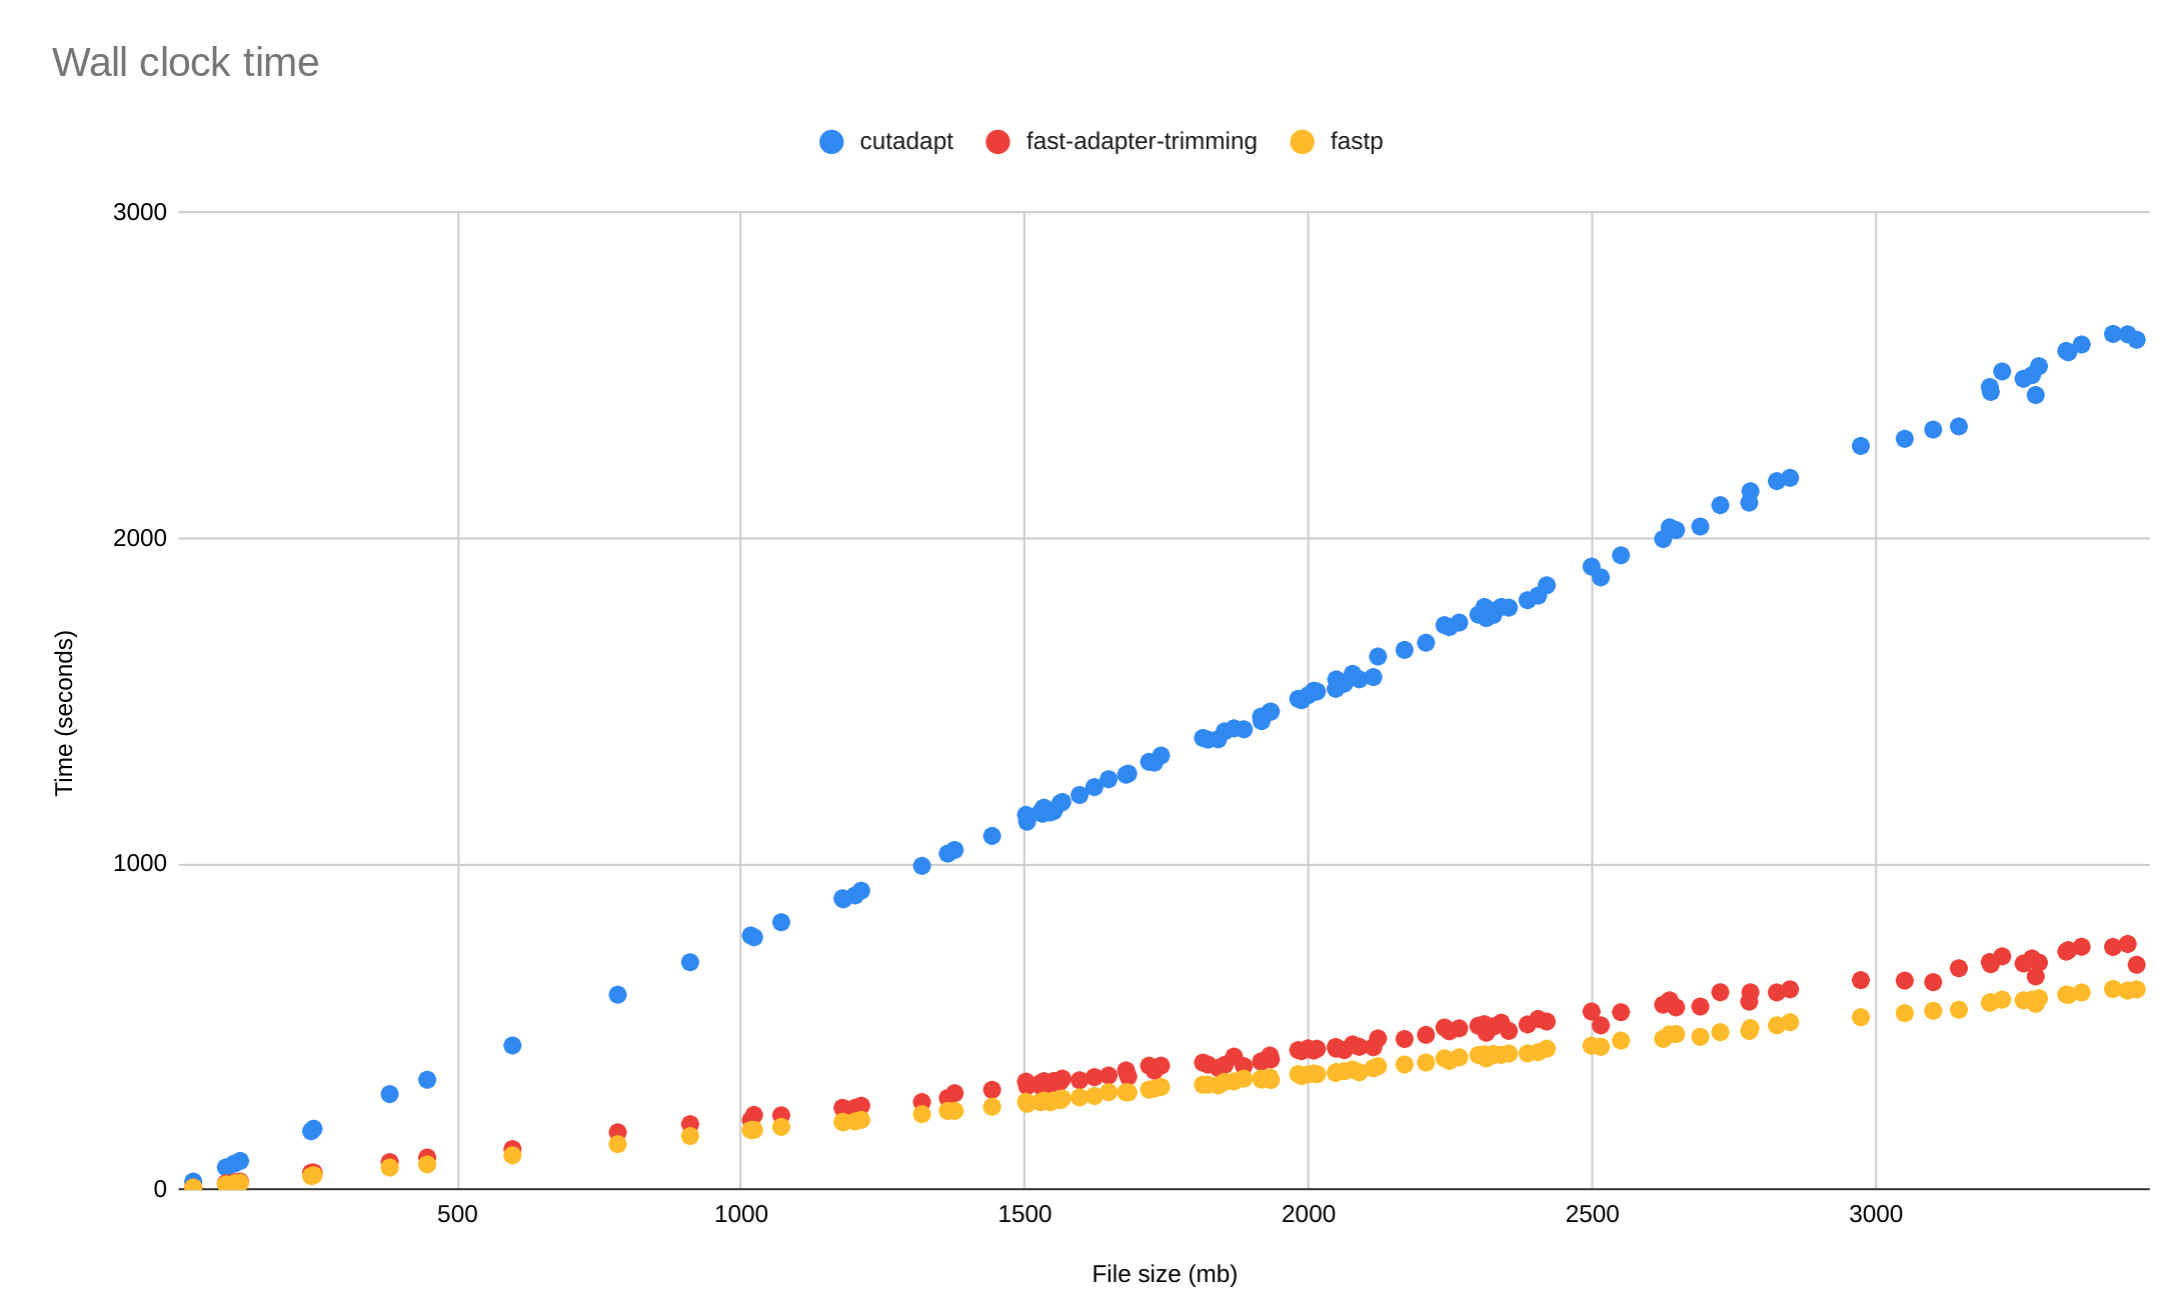 Wall clock time
cutadapt fast-adapter-trimming fastp
3000
2000
1000
0
Time (seconds)
500 1000 1500 2000 2500 3000
File size (mb)